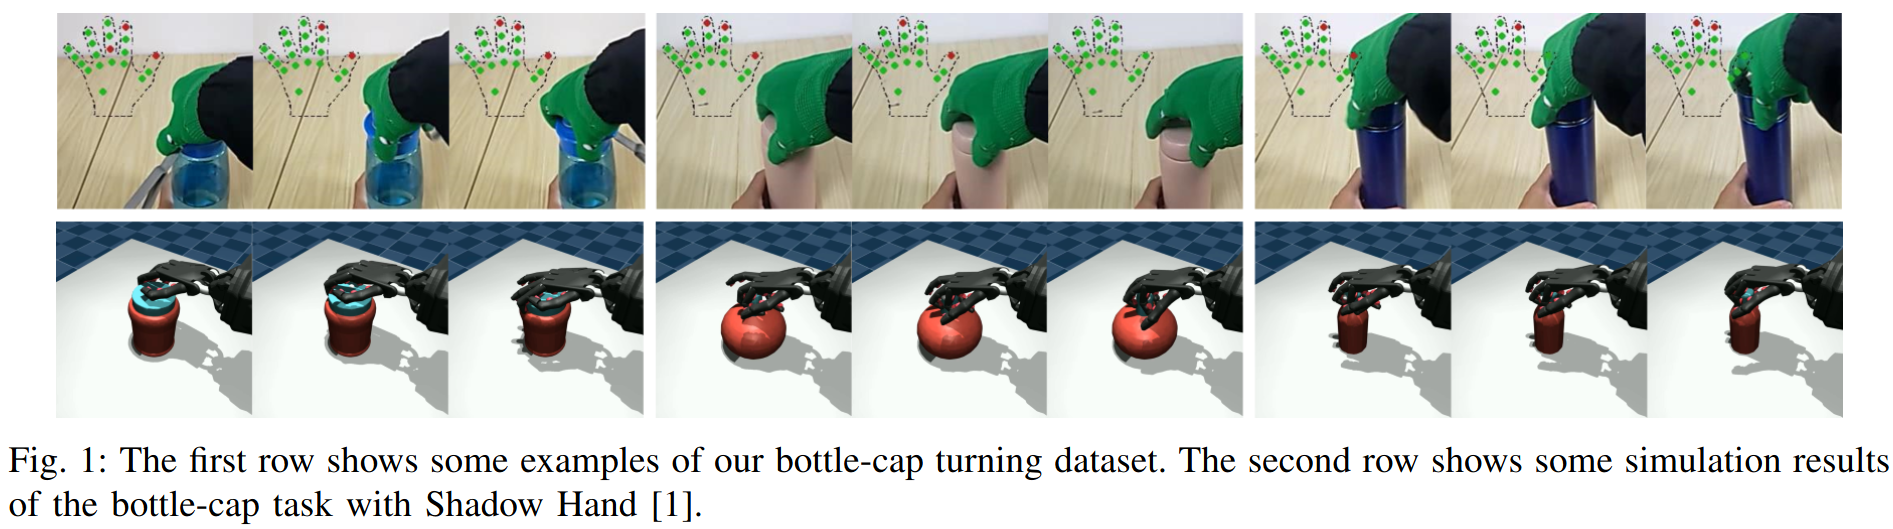 Fig. 1: The first row shows some examples of our bottle-cap turning dataset. The second row shows some simulation results
of the bottle-cap task with Shadow Hand [1].